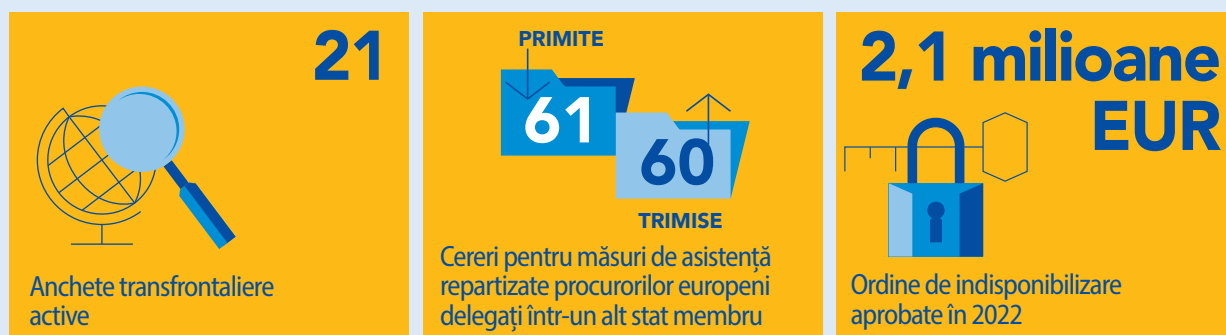 21
Anchete transfrontaliere
active
PRIMITE
61
60
TRIMISE
Cereri pentru măsuri de asistență
repartizate procurorilor europeni
delegați într-un alt stat membru
2,1 milioane
EUR
Ordine de indisponibilizare
aprobate în 2022